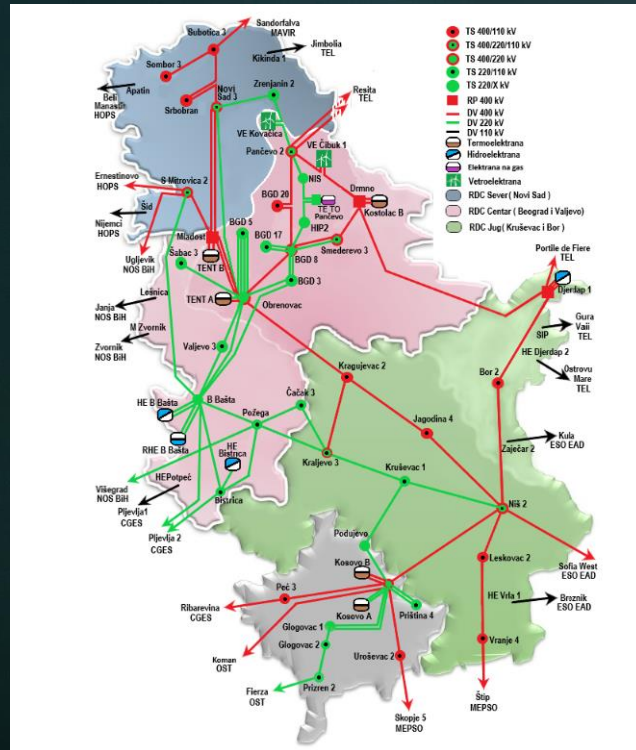 Sandorfalva
MAVIR
Subotica 3
Jimbolia
TEL
Kikinda 1
Sombor 3
Apatin
Beli
Manastir
HOPS
Srbobran
Novi
Sad 3
Zrenjanin 2
Resita
TEL
VE Kovačica
Pančevo 2
VE Čibuk 1
S Mitrovica 2
Ernestinovo
HOPS
NIS
BGD 20
TE TO
Pančevo
Drmno
Kostolac B
Šid
Nijemci
HOPS
Mladost
BGD 5
BGD 17
HIP2
Smederevo 3
Ugljevik
NOS BiH
TENT B
Šabac 3
BGD 8
BGD 3
Portile de Fiere
TEL
Djerdap 1
Lešnica
Janja
NOS BiH
TENT A
Obrenovac
M Zvornik
Zvornik
NOS BiH
Valjevo 3
SIP
Gura
Vaii
TEL
HE Djerdap 2
Ostrovu
Mare
TEL
Kragujevac 2
Bor 2
HE B Bašta
B Bašta
Čačak 3
Požega
Jagodina 4
RHE B Bašta
HE
Bistrica
Kraljevo 3
Zaječar 2
Kula
ESO EAD
Kruševac 1
Višegrad
NOS BiH
HEPotpeč
Bistrica
Pljevlja1
CGES
Niš 2
Pljevlja 2
CGES
Podujevo
Sofia West
ESO EAD
Leskovac 2
Kosovo B
Peć 3
Kosovo A
HE Vrla 1
Breznik
ESO EAD
Ribarevina
CGES
Priština 4
Glogovac 1
Glogovac 2
Vranje 4
Koman
OST
Uroševac 2
Prizren 2
Fierza
OST
Skopje 5
MEPSO
Štip
MEPSO
TS 400/110 kV
TS 400/220/110 kV
TS 400/220 kV
TS 220/110 kV
TS 220/X kV
RP 400 kV
DV 400 kV
DV 220 kV
DV 110 kV
Termoelektrana
Hidroelektrana
Elektrana na gas
Vetroelektrana
RDC Sever ( Novi Sad )
RDC Centar ( Beograd i Valjevo)
RDC Jug( Kruševac i Bor )